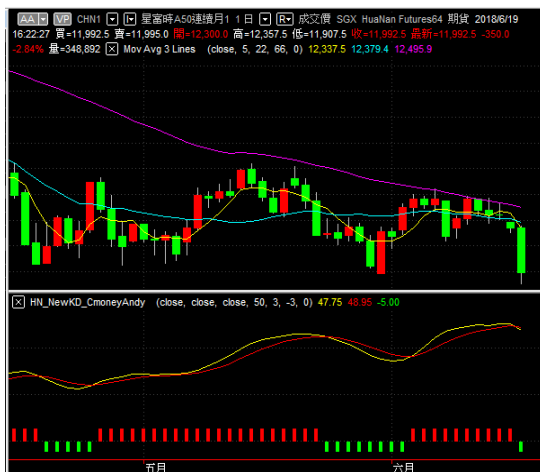 AA VP CHN1 I 星富時A50連續月1 1 日 R 成交價 SGX HuaNan Futures64 期貨 2018/6/19
16:22:27 買=11,992.5 賣=11,995.0 開=12,300.0 高=12,357.5 低=11,907.5 收=11,992.5 最新=11,992.5 -350.0
-2.84% 量=348,892 Mov Avg 3 Lines (close, 5, 22, 66, 0) 12,337.5 12,379.4 12,495.9
HN_NewKD_CmoneyAndy (close, close, close, 50, 3, -3, 0) 47.75 48.95 -5.00
五月 六月